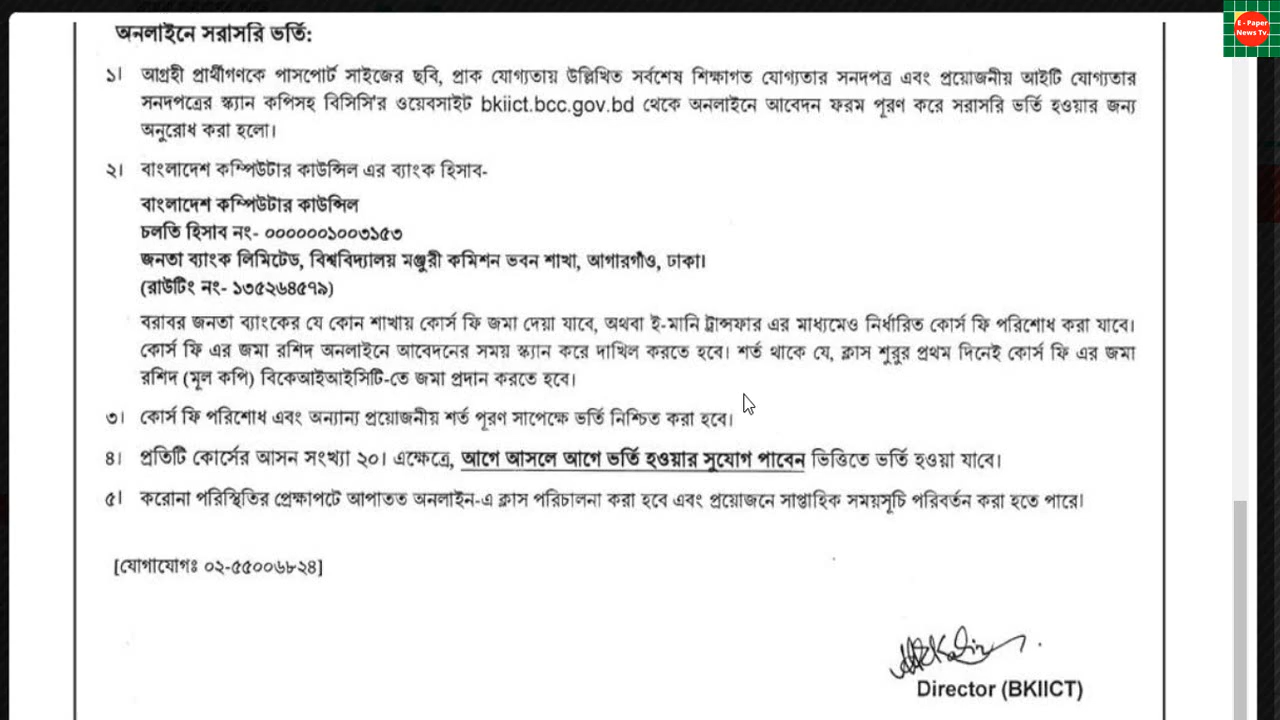 E - Paper
News Tv.
অনলাইনে সরাসরি ভর্তি:
১। আগ্রহী প্রার্থীগণকে পাসপোর্ট সাইজের ছবি, প্রাক যোগ্যতায় উল্লিখিত সর্বশেষ শিক্ষাগত যোগ্যতার সনদপত্র এবং প্রয়োজনীয় আইটি যোগ্যতার
সনদপত্রের স্ক্যান কপিসহ বিসিসি'র ওয়েবসাইট bkiict.bcc.gov.bd থেকে অনলাইনে আবেদন ফরম পূরণ করে সরাসরি ভর্তি হওয়ার জন্য
অনুরোধ করা হলো।
২। বাংলাদেশ কম্পিউটার কাউন্সিল এর ব্যাংক হিসাব-
বাংলাদেশ কম্পিউটার কাউন্সিল
চলতি হিসাব নং- ০০০০০০১০০৩১৫৩
জনতা ব্যাংক লিমিটেড, বিশ্ববিদ্যালয় মঞ্জুরী কমিশন ভবন শাখা, আগারগাঁও, ঢাকা।
(রাউটিং নং- ১৩৫২৬৪৫৭৯)
বরাবর জনতা ব্যাংকের যে কোন শাখায় কোর্স ফি জমা দেয়া যাবে, অথবা ই-মানি ট্রান্সফার এর মাধ্যমেও নির্ধারিত কোর্স ফি পরিশোধ করা যাবে।
কোর্স ফি এর জমা রশিদ অনলাইনে আবেদনের সময় স্ক্যান করে দাখিল করতে হবে। শর্ত থাকে যে, ক্লাস শুরুর প্রথম দিনেই কোর্স ফি এর জমা
রশিদ (মূল কপি) বিকেআইআইসিটি-তে জমা প্রদান করতে হবে।
৩। কোর্স ফি পরিশোধ এবং অন্যান্য প্রয়োজনীয় শর্ত পূরণ সাপেক্ষে ভর্তি নিশ্চিত করা হবে।
৪। প্রতিটি কোর্সের আসন সংখ্যা ২০। এক্ষেত্রে, আগে আসলে আগে ভর্তি হওয়ার সুযোগ পাবেন ভিত্তিতে ভর্তি হওয়া যাবে।
৫। করোনা পরিস্থিতির প্রেক্ষাপটে আপাতত অনলাইন-এ ক্লাস পরিচালনা করা হবে এবং প্রয়োজনে সাপ্তাহিক সময়সূচি পরিবর্তন করা হতে পারে।
[যোগাযোগঃ ০২-৫৫০০৬৮২৪]
Director (BKIICT)